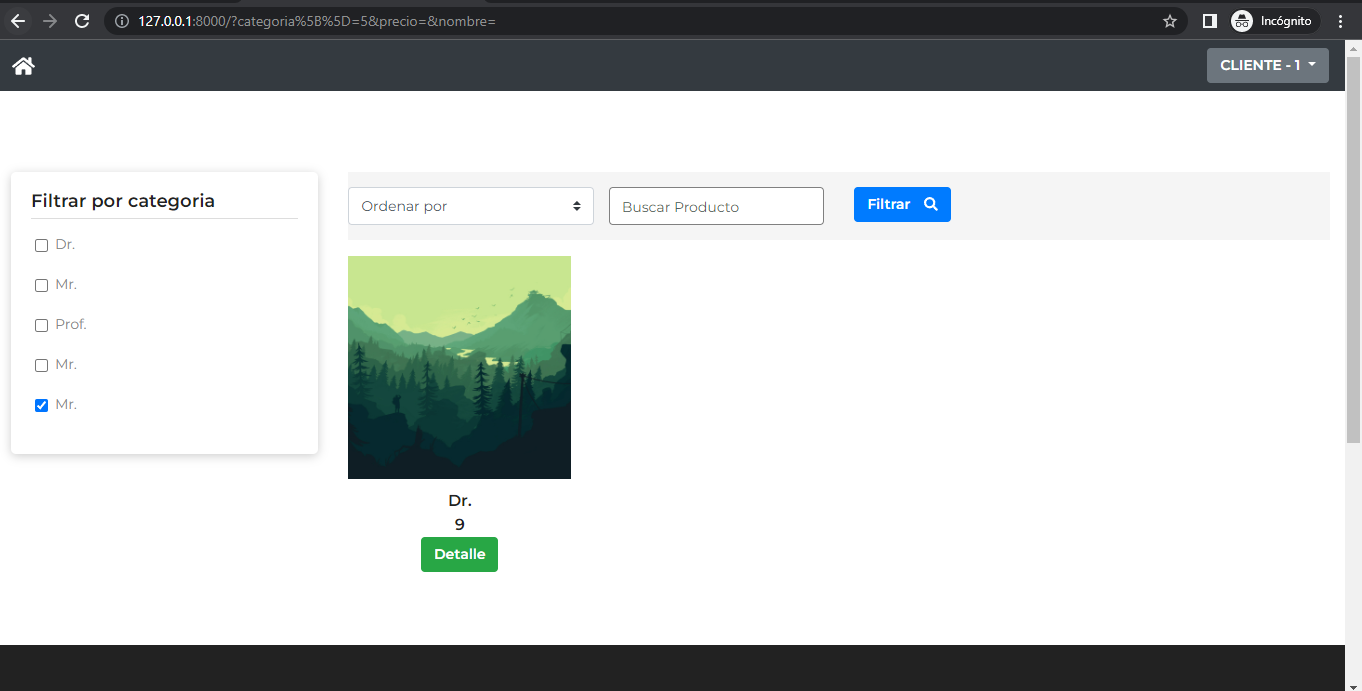 127.0.0.1:8000/?categoria%5B%5D=5&precio=&nombre=
Incógnito
CLIENTE - 1
Filtrar por categoria
Dr.
Mr.
Prof.
Mr.
Mr.
Ordenar por
Buscar Producto
Filtrar
Dr.
9
Detalle